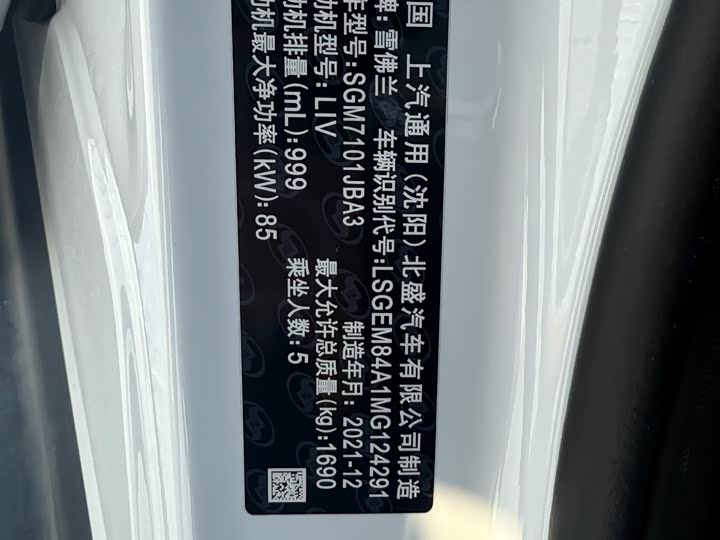 国 上汽通用(沈阳)北盛汽车有限公司制造
牌:雪佛兰 车辆识别代号:LSGEM84A1MG124291
型号:SGM7101JBA3 制造年月:2021-12
动机型号:LIV 最大允许总质量(kg):1690
动机排量(mL):999 乘坐人数:5
动机最大净功率(kW):85